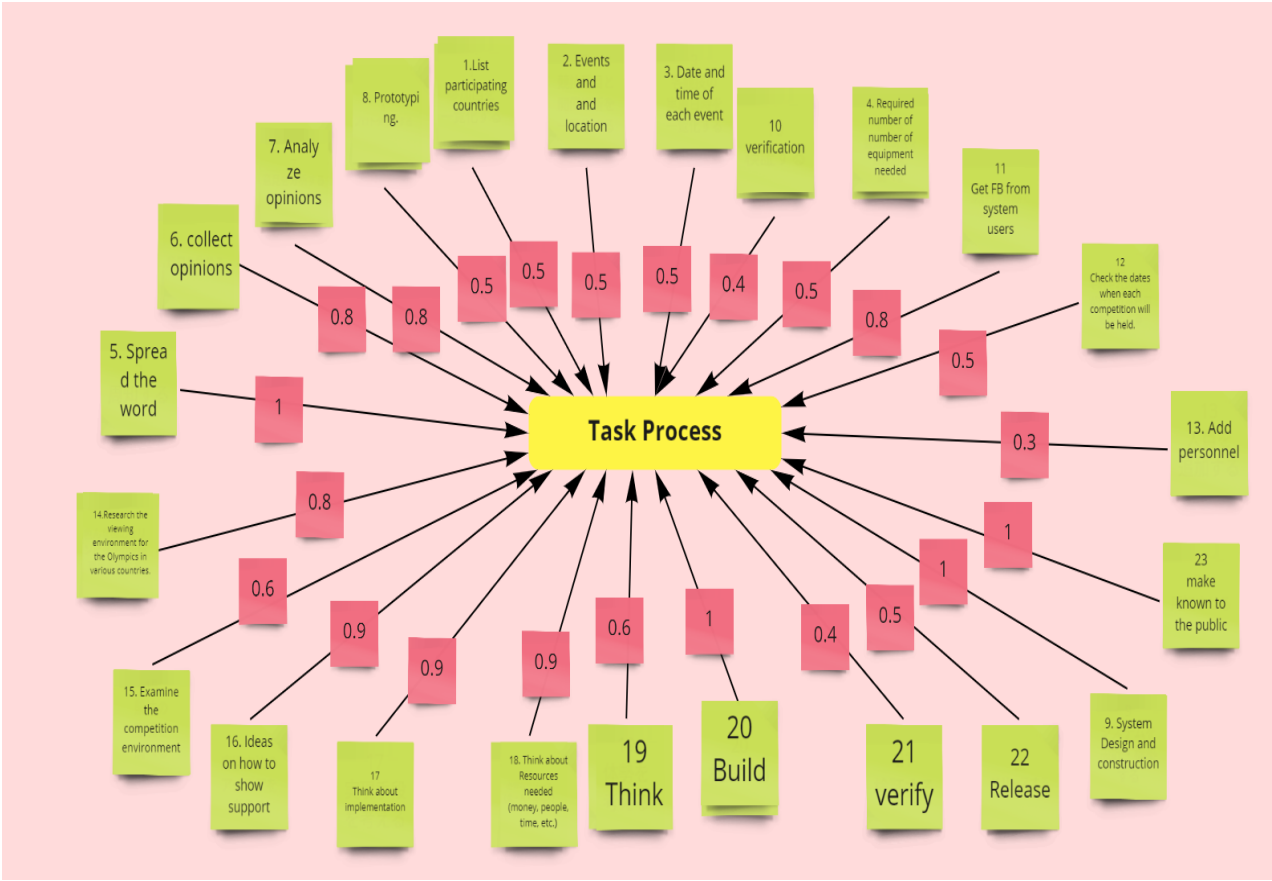 1.List
participating
countries
2. Events
and
and
location
3. Date and
time of
each event
8. Prototypi
ng.
10
verification
4. Required
number of
number of
equipment
needed
7. Analy
ze
opinions
11
Get FB from
system
users
6. collect
opinions
12
Check the dates
when each
competition will
be held.
0.5
0.5
0.5
0.5
0.4
0.5
0.8
0.8
0.8
0.5
5. Sprea
d the
word
1
Task Process
0.3
13. Add
personnel
14.Research the
viewing
environment for
the Olympics in
various countries.
0.8
1
23
make
known to
the public
0.6
0.9
0.9
0.9
0.6
1
0.4
0.5
1
15. Examine
the
competition
environment
16. Ideas
on how to
show
support
17
Think about
implementation
18. Think about
Resources
needed
(money, people,
time, etc.)
19
Think
20
Build
21
verify
22
Release
9. System
Design and
construction